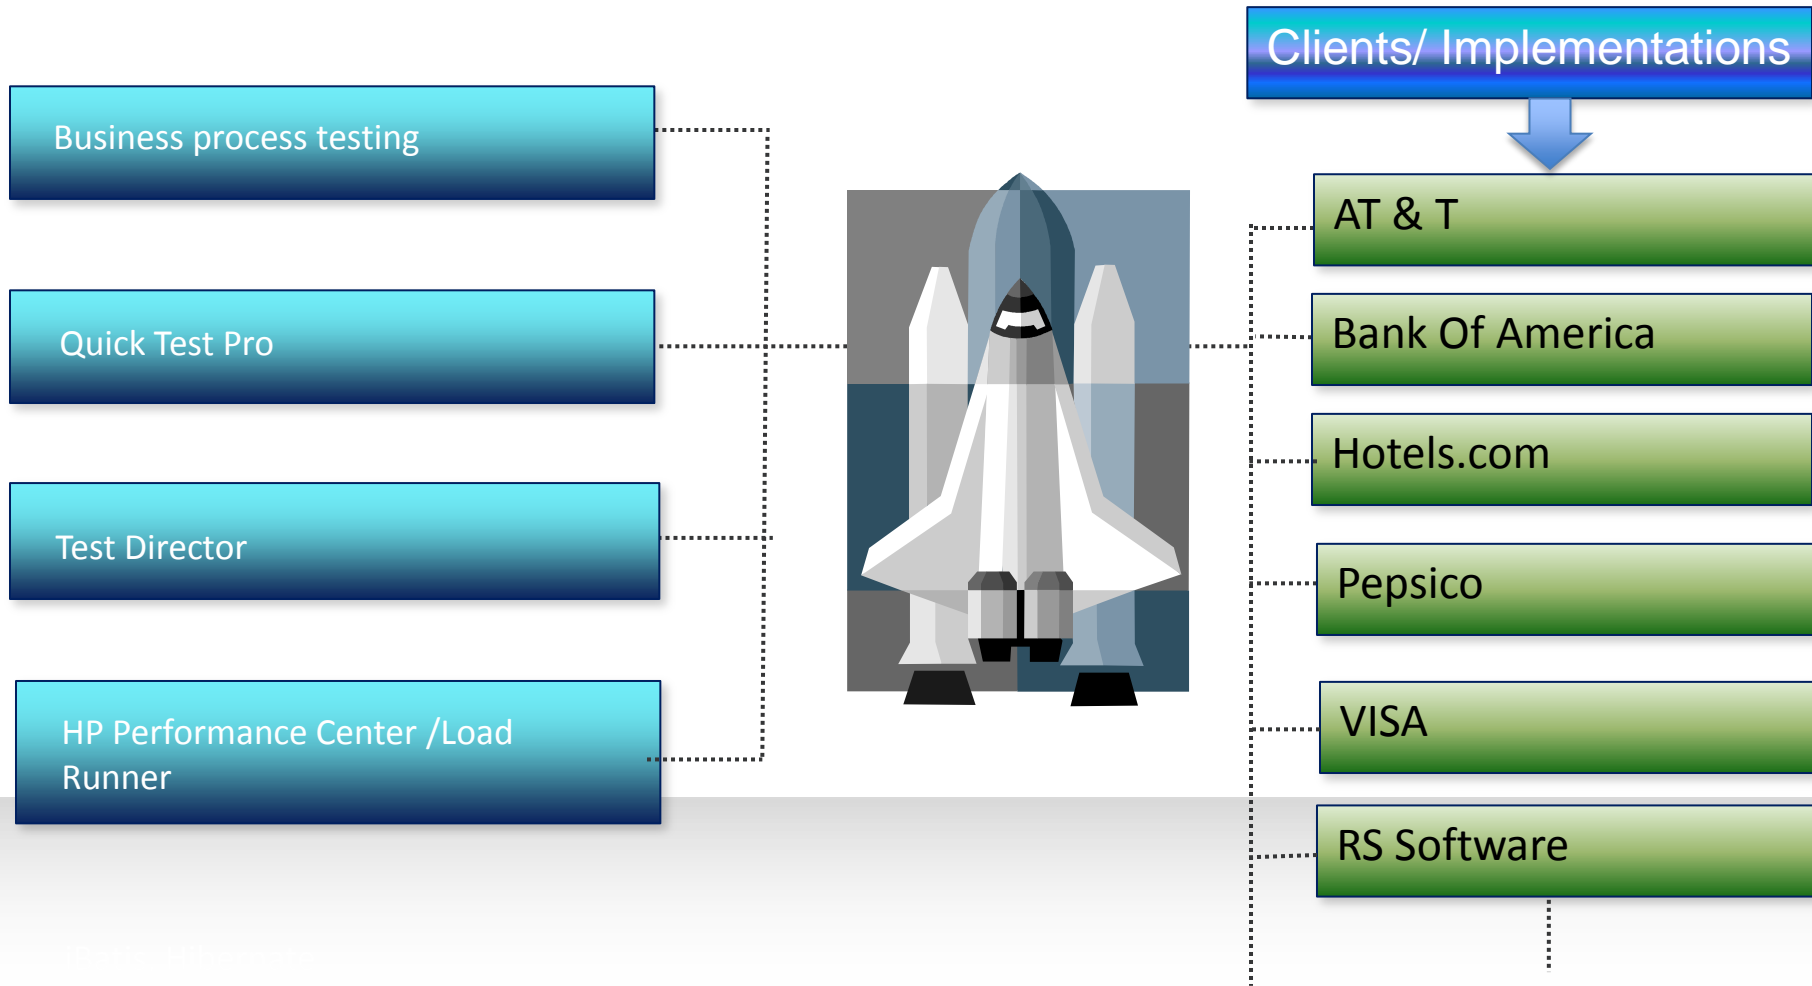 Clients/ Implementations
Business process testing
Quick Test Pro
Test Director
HP Performance Center /Load
Runner
AT & T
Bank Of America
Hotels.com
Pepsico
VISA
RS Software